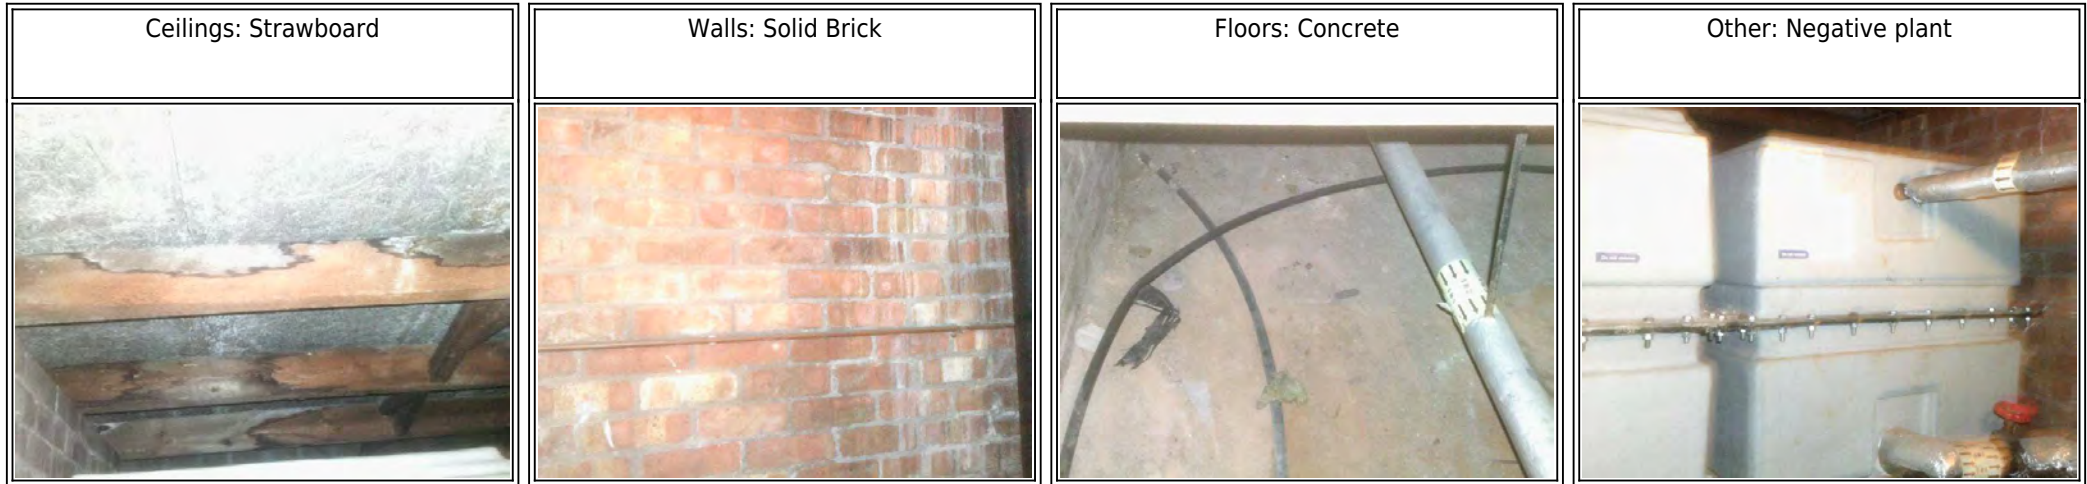 Ceilings: Strawboard
Walls: Solid Brick
Floors: Concrete
Other: Negative plant